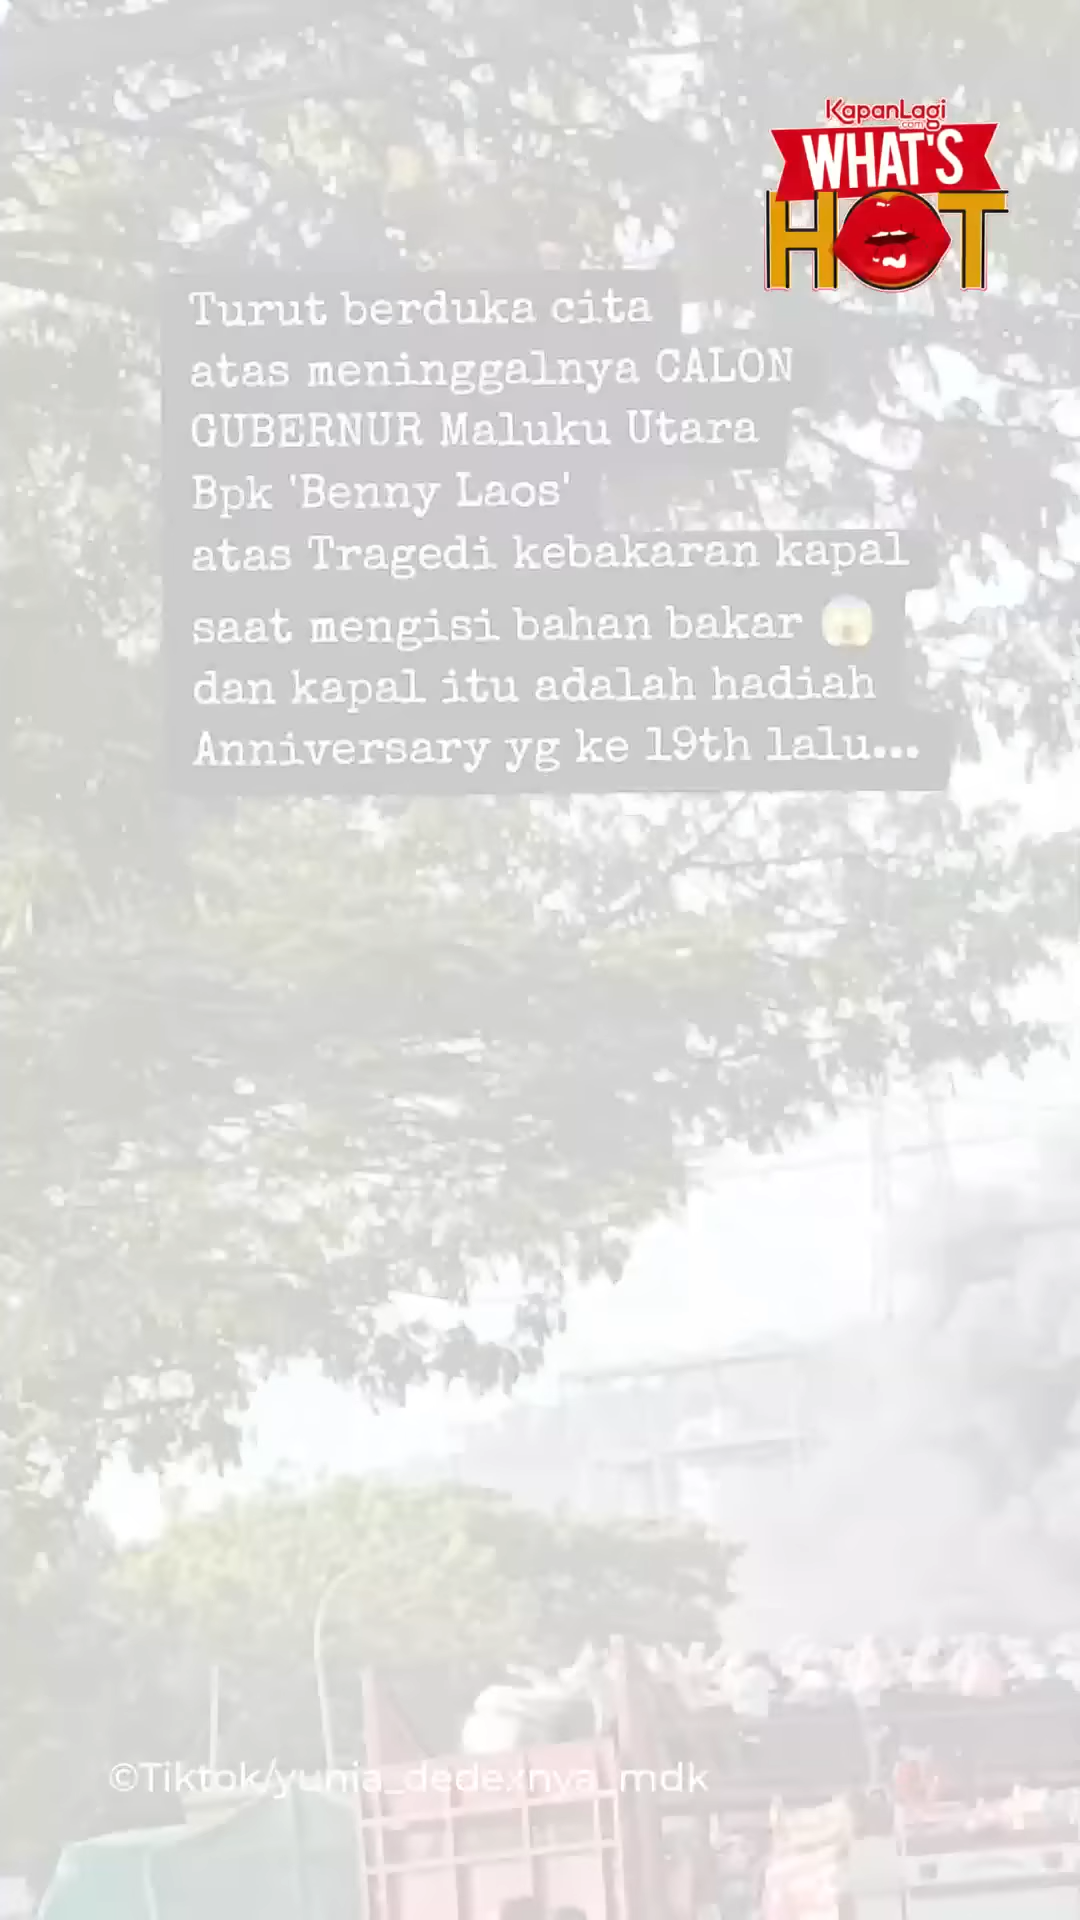 KapanLagi
.com
WHAT'S
HOT
Turut berduka cita
atas meninggalnya CALON
GUBERNUR Maluku Utara
Bpk 'Benny Laos'
atas Tragedi kebakaran kapal
saat mengisi bahan bakar 😱
dan kapal itu adalah hadiah
Anniversary yg ke 19th lalu...
©Tiktok/yunia_dedexnya_mdk